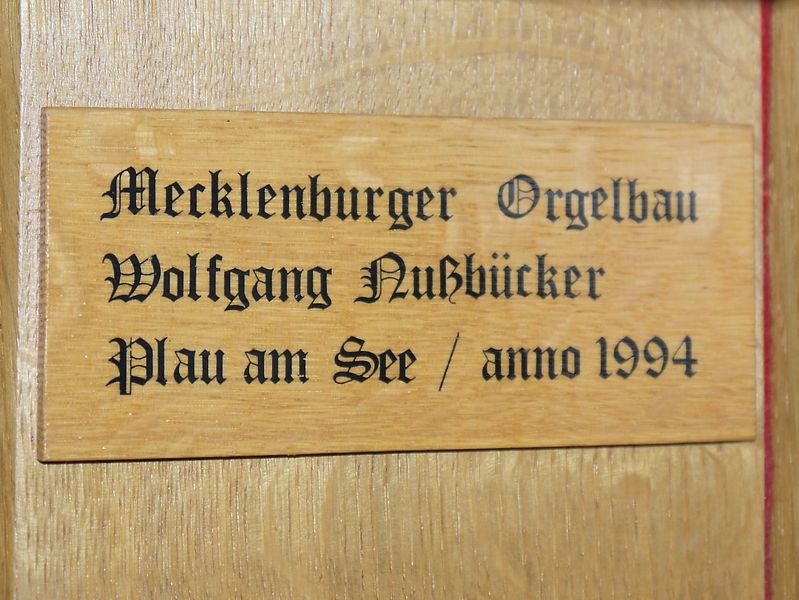 Mecklenburger Orgelbau
Wolfgang Nußbücker
Plau am See / anno 1994